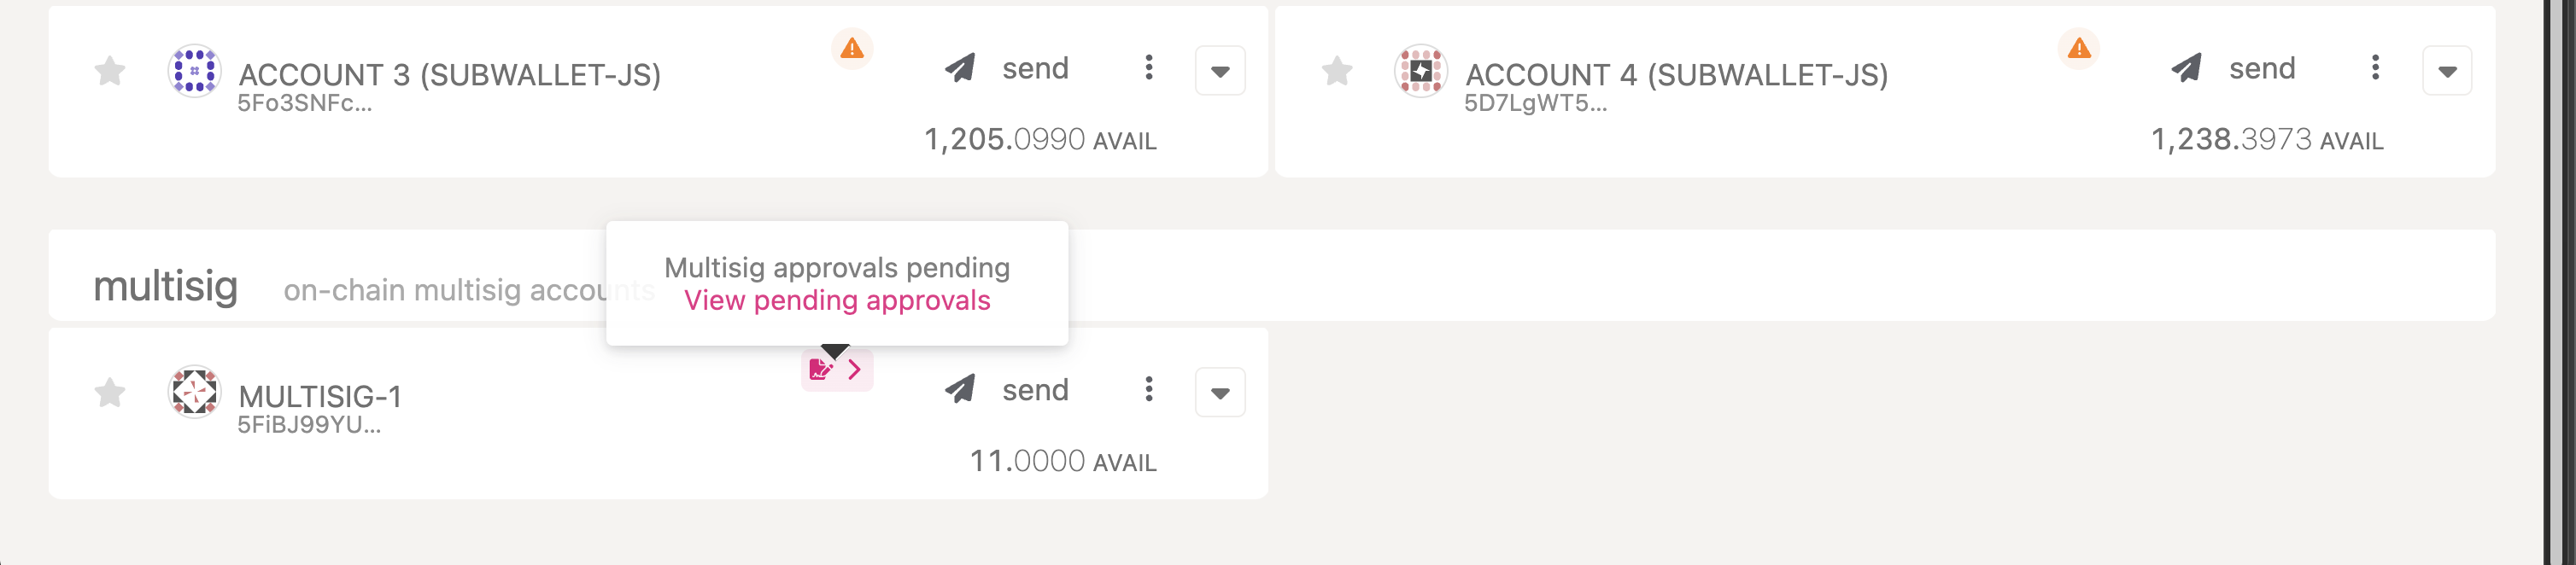 ACCOUNT 3 (SUBWALLET-JS)
5Fo3SNFc...
send
1,205.0990 AVAIL
ACCOUNT 4 (SUBWALLET-JS)
5D7LgWT5...
send
1,238.3973 AVAIL
multisig on-chain multisig accounts
Multisig approvals pending
View pending approvals
MULTISIG-1
5FiBJ99YU...
send
11.0000 AVAIL